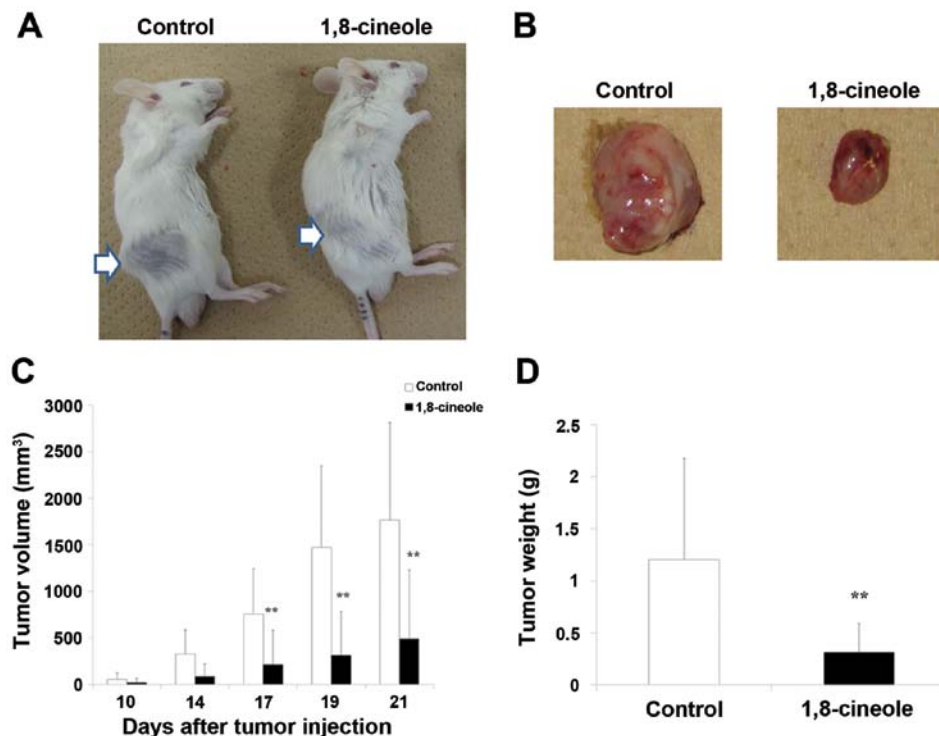 A
Control
1,8-cineole
B
Control
1,8-cineole
C
Control
1,8-cineole
Tumor volume (mm³)
3000
2500
2000
1500
1000
500
0
**
**
**
10 14 17 19 21
Days after tumor injection
D
Tumor weight (g)
2.5
2
1.5
1
0.5
0
**
Control 1,8-cineole